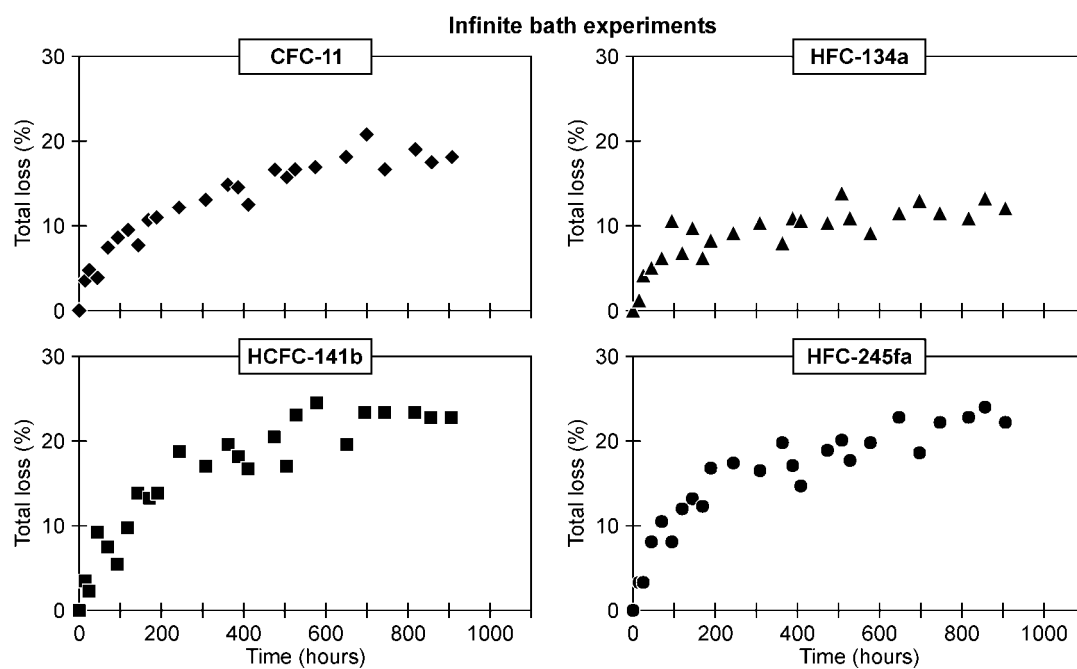 Infinite bath experiments
CFC-11
HFC-134a
30
20
10
0
Total loss (%)
30
20
10
0
Total loss (%)
HCFC-141b
HFC-245fa
30
20
10
0
Total loss (%)
0 200 400 600 800 1000
Time (hours)
30
20
10
0
Total loss (%)
0 200 400 600 800 1000
Time (hours)